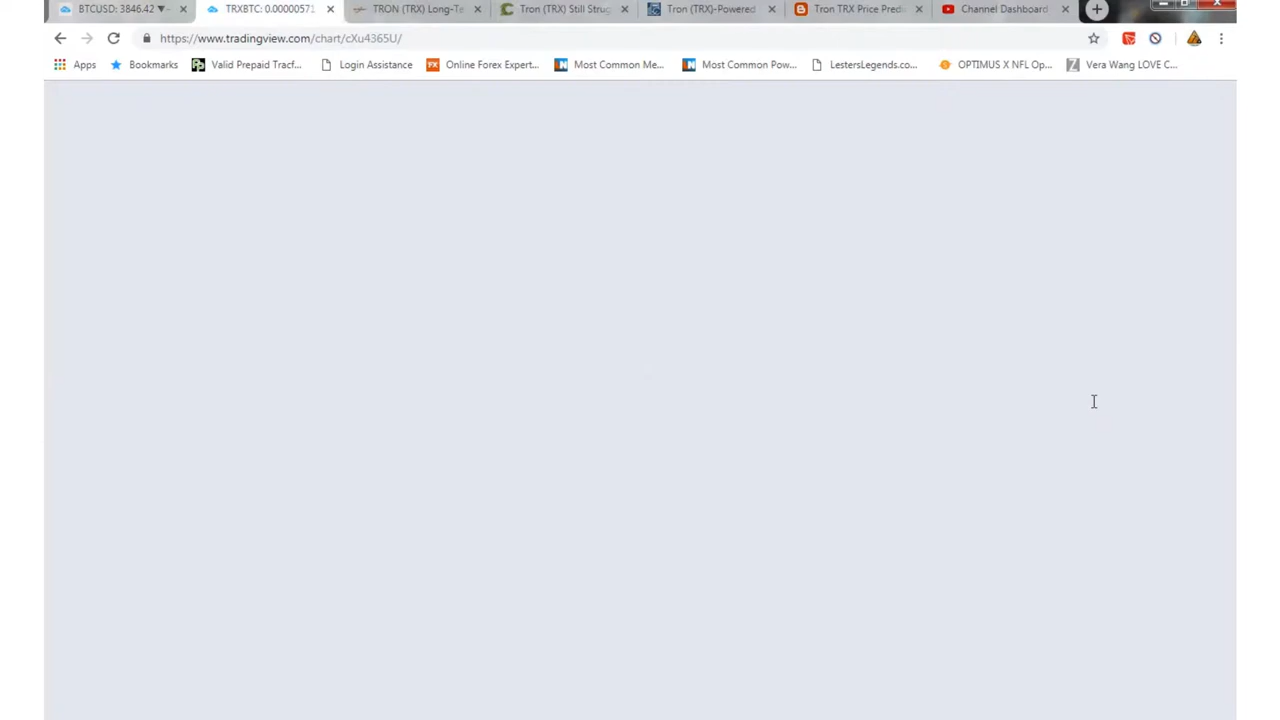 BTCUSD: 3846.42 ▼ - TRXBTC: 0.00000571 TRON (TRX) Long-Te Tron (TRX) Still Strug Tron (TRX)-Powered Tron TRX Price Pred Channel Dashboard
https://www.tradingview.com/chart/cXu4365U/
Apps Bookmarks Valid Prepaid Tracf... Login Assistance Online Forex Expert... Most Common Me... Most Common Pow... LestersLegends.co... OPTIMUS X NFL Op... Vera Wang LOVE C...